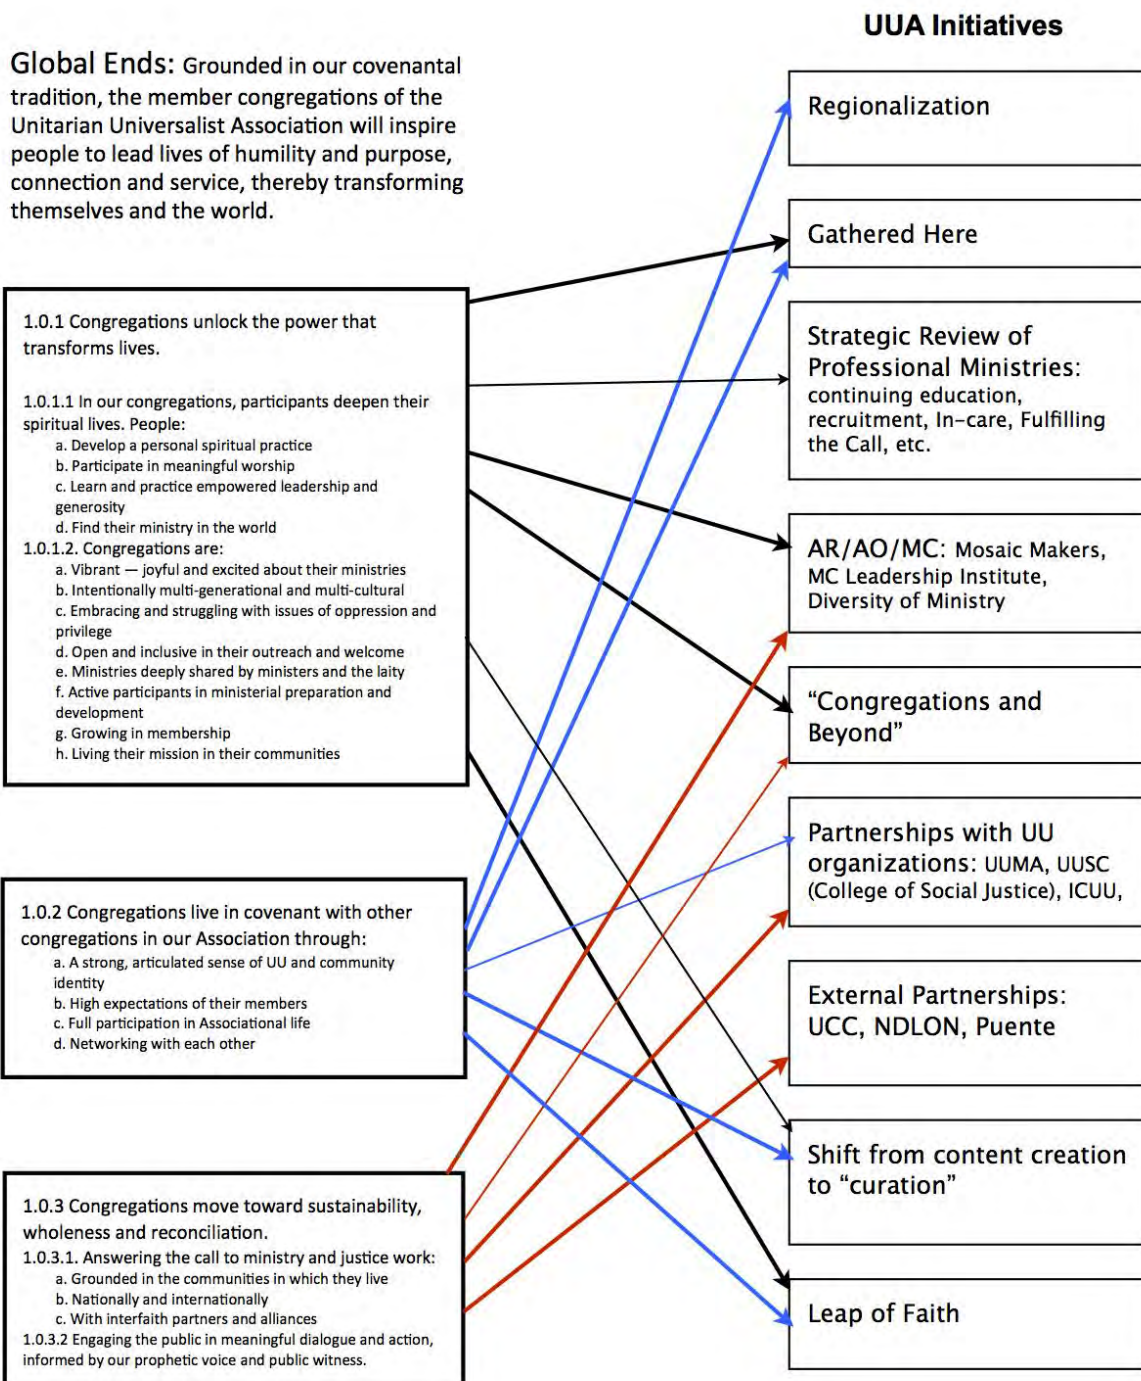 UUA Initiatives
Global Ends: Grounded in our covenantal
tradition, the member congregations of the
Unitarian Universalist Association will inspire
people to lead lives of humility and purpose,
connection and service, thereby transforming
themselves and the world.
1.0.1 Congregations unlock the power that
transforms lives.
1.0.1.1 In our congregations, participants deepen their
spiritual lives. People:
a. Develop a personal spiritual practice
b. Participate in meaningful worship
c. Learn and practice empowered leadership and
generosity
d. Find their ministry in the world
1.0.1.2. Congregations are:
a. Vibrant — joyful and excited about their ministries
b. Intentionally multi-generational and multi-cultural
c. Embracing and struggling with issues of oppression and
privilege
d. Open and inclusive in their outreach and welcome
e. Ministries deeply shared by ministers and the laity
f. Active participants in ministerial preparation and
development
g. Growing in membership
h. Living their mission in their communities
1.0.2 Congregations live in covenant with other
congregations in our Association through:
a. A strong, articulated sense of UU and community
identity
b. High expectations of their members
c. Full participation in Associational life
d. Networking with each other
1.0.3 Congregations move toward sustainability,
wholeness and reconciliation.
1.0.3.1. Answering the call to ministry and justice work:
a. Grounded in the communities in which they live
b. Nationally and internationally
c. With interfaith partners and alliances
1.0.3.2 Engaging the public in meaningful dialogue and action,
informed by our prophetic voice and public witness.
Regionalization
Gathered Here
Strategic Review of
Professional Ministries:
continuing education,
recruitment, In-care, Fulfilling
the Call, etc.
AR/AO/MC: Mosaic Makers,
MC Leadership Institute,
Diversity of Ministry
“Congregations and
Beyond”
Partnerships with UU
organizations: UUMA, UUSC
(College of Social Justice), ICUU,
External Partnerships:
UCC, NDLON, Puente
Shift from content creation
to “curation”
Leap of Faith